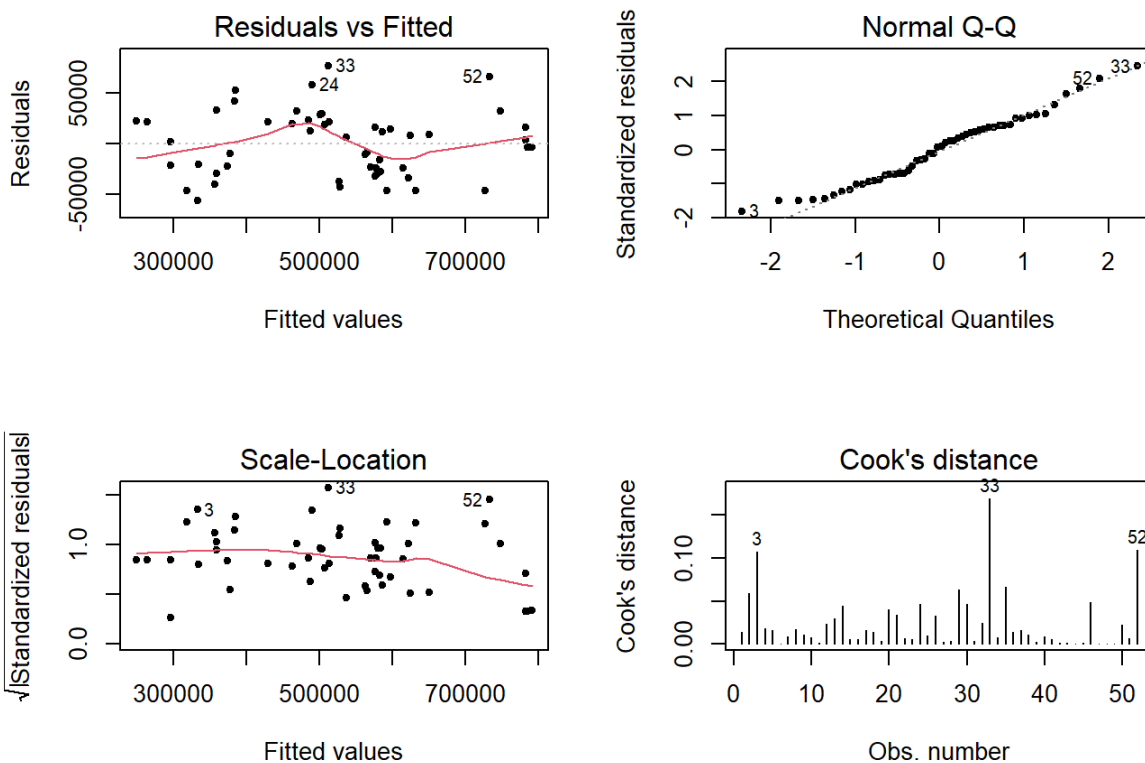 Residuals vs Fitted
Residuals
50000
-50000
33
24
52
300000 500000 700000
Fitted values
Normal Q-Q
Standardized residuals
2
1
0
-2
52
33
3
-2 -1 0 1 2
Theoretical Quantiles
Scale-Location
√|Standardized residuals|
1.0
0.0
3
33
52
300000 500000 700000
Fitted values
Cook's distance
Cook's distance
0.10
0.00
3
33
52
0 10 20 30 40 50
Obs. number